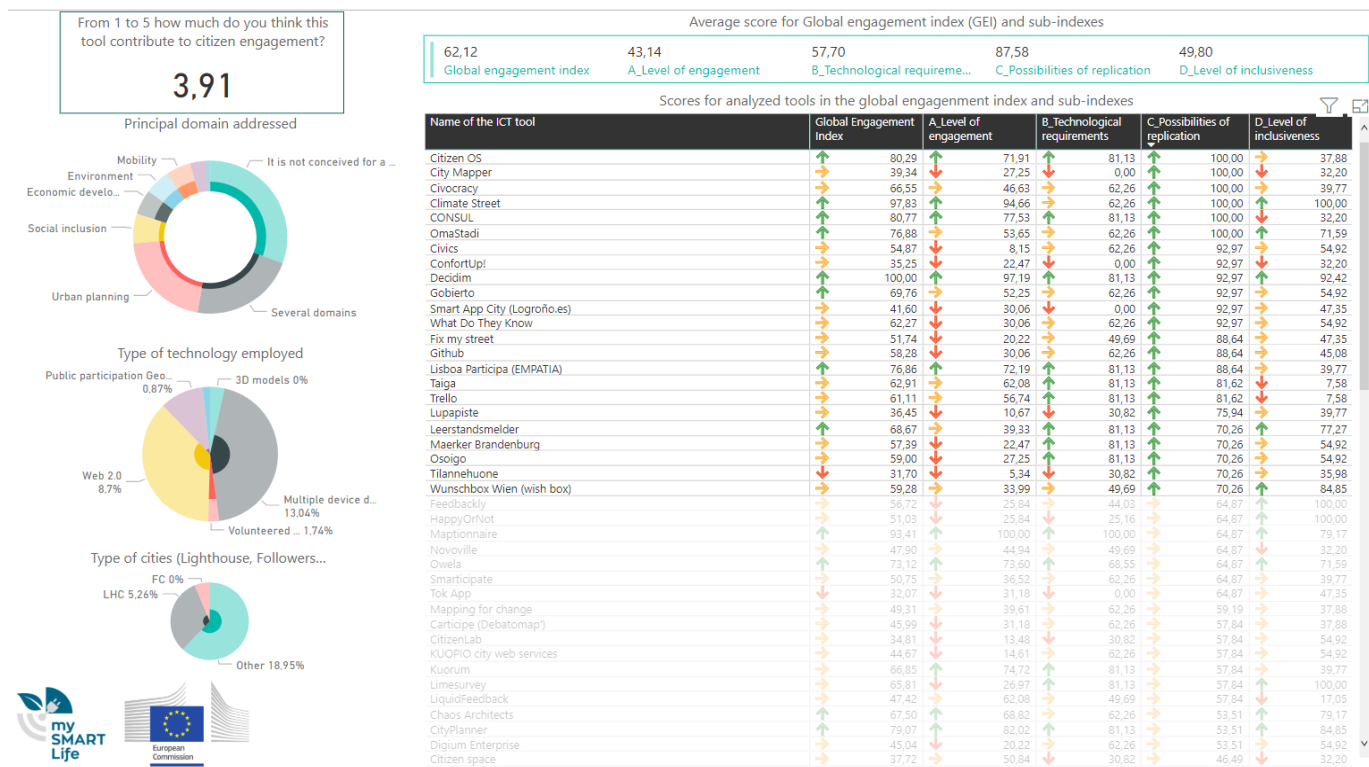 From 1 to 5 how much do you think this
tool contribute to citizen engagement?
3,91
Average score for Global engagement index (GEI) and sub-indexes
62,12 43,14 57,70 87,58 49,80
Global engagement index A_Level of engagement B_Technological requireme... C_Possibilities of replication D_Level of inclusiveness
Principal domain addressed
Mobility
It is not conceived for a ...
Environment
Economic develo...
Social inclusion
Urban planning
Several domains
Type of technology employed
Public participation Geo...
0,87%
3D models 0%
Web 2.0
8,7%
Multiple device d...
13,04%
Volunteered ... 1,74%
Type of cities (Lighthouse, Followers...
FC 0%
LHC 5,26%
Other 18,95%
my
SMART
Life
European
Commission
Scores for analyzed tools in the global engagenment index and sub-indexes
Name of the ICT tool Global Engagement A_Level of B_Technological C_Possibilities of D_Level of
Index engagement requirements replication inclusiveness
Citizen OS 80,29 71,91 81,13 100,00 37,88
City Mapper 39,34 27,25 0,00 100,00 32,20
Civocracy 66,55 46,63 62,26 100,00 39,77
Climate Street 97,83 94,66 62,26 100,00 100,00
CONSUL 80,77 77,53 81,13 100,00 32,20
OmaStadi 76,88 53,65 62,26 100,00 71,59
Civics 54,87 8,15 62,26 92,97 54,92
ConfortUp! 35,25 22,47 0,00 92,97 32,20
Decidim 100,00 97,19 81,13 92,97 92,42
Gobierto 69,76 52,25 62,26 92,97 54,92
Smart App City (Logroño.es) 41,60 30,06 0,00 92,97 47,35
What Do They Know 62,27 30,06 62,26 92,97 54,92
Fix my street 51,74 20,22 49,69 88,64 47,35
Github 58,28 30,06 62,26 88,64 45,08
Lisboa Participa (EMPATIA) 76,86 72,19 81,13 88,64 39,77
Taiga 62,91 62,08 81,13 81,62 7,58
Trello 61,11 56,74 81,13 81,62 7,58
Lupapiste 36,45 10,67 30,82 75,94 39,77
Leerstandsmelder 68,67 39,33 81,13 70,26 77,27
Maerker Brandenburg 57,39 22,47 81,13 70,26 54,92
Osoigo 59,00 27,25 81,13 70,26 54,92
Tilannehuone 31,70 5,34 30,82 70,26 35,98
Wunschbox Wien (wish box) 59,28 33,99 49,69 70,26 84,85
Feedbackly 56,72 25,84 44,03 64,87 100,00
HappyOrNot 51,03 25,84 25,16 64,87 100,00
Maptionnaire 93,41 100,00 100,00 64,87 79,17
Novoville 47,90 44,94 49,69 64,87 32,20
Owela 73,12 73,60 68,55 64,87 71,59
Smarticipate 50,75 36,52 62,26 64,87 39,77
Tok App 32,07 31,18 0,00 64,87 47,35
Mapping for change 49,31 39,61 62,26 59,19 37,88
Carticipe (Debatomap') 45,99 31,18 62,26 57,84 37,88
CitizenLab 34,81 13,48 30,82 57,84 54,92
KUOPIO city web services 44,67 14,61 62,26 57,84 54,92
Kuorum 66,85 74,72 81,13 57,84 39,77
Limesurvey 65,81 26,97 81,13 57,84 100,00
LiquidFeedback 47,42 62,08 49,69 57,84 17,05
Chaos Architects 67,50 68,82 62,26 53,51 79,17
CityPlanner 79,07 82,02 81,13 53,51 84,85
Digium Enterprise 45,04 20,22 62,26 53,51 54,92
Citizen space 37,72 50,84 30,82 46,49 32,20